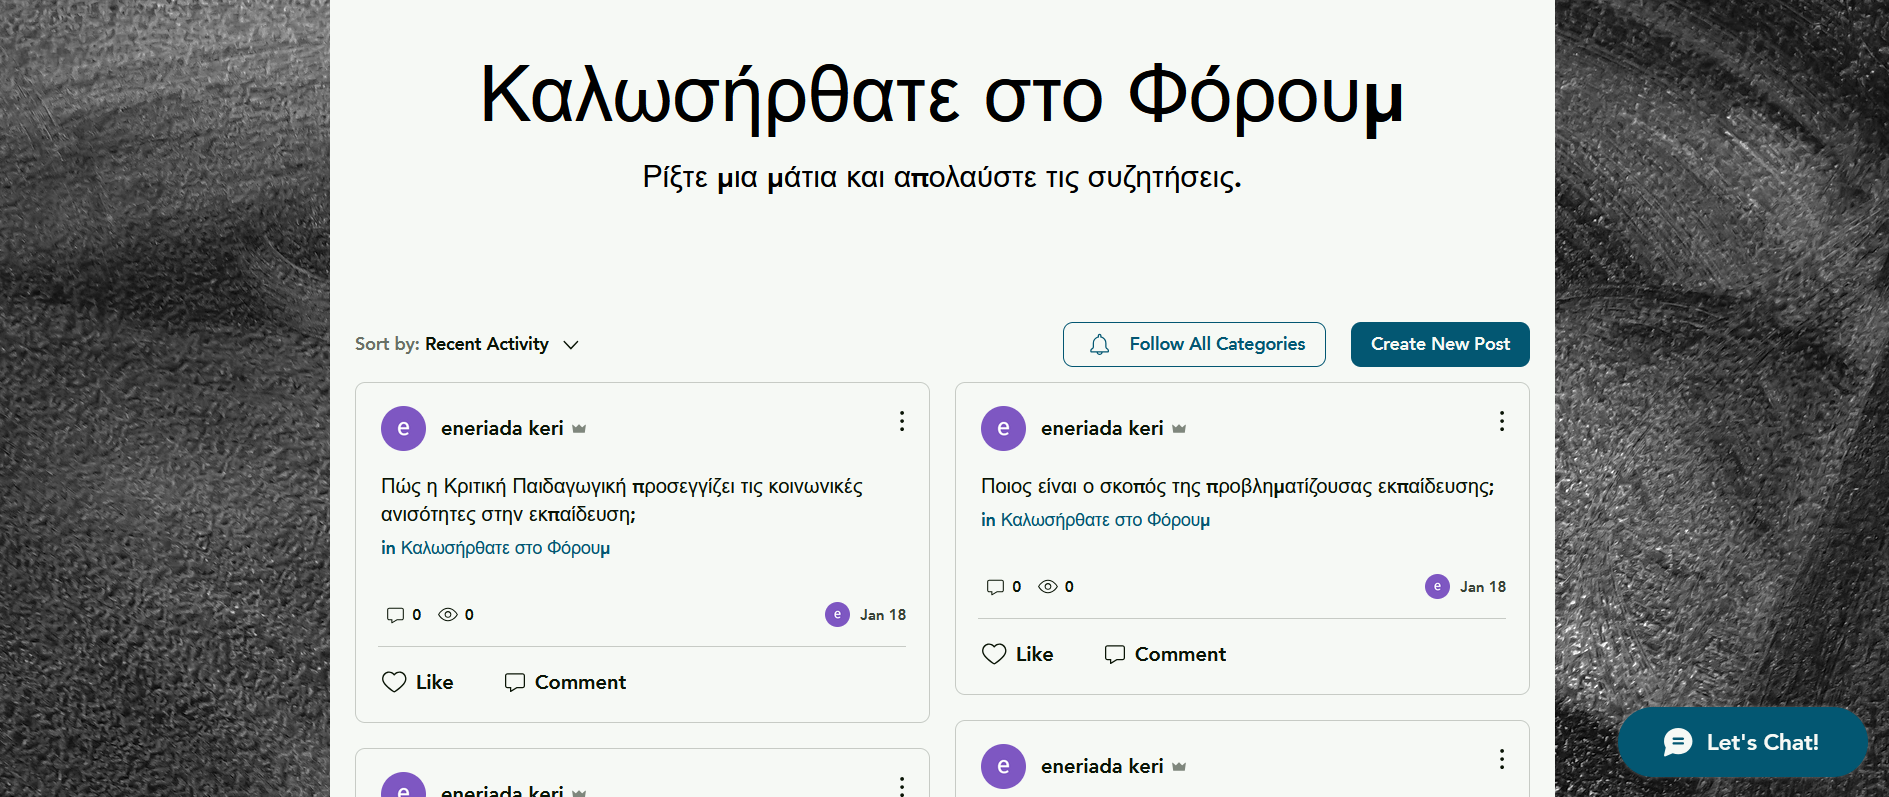 Καλωσήρθατε στο Φόρουμ
Ρίξτε μια μάτια και απολαύστε τις συζητήσεις.
Sort by: Recent Activity
Follow All Categories
Create New Post
e
eneriada keri
Πώς η Κριτική Παιδαγωγική προσεγγίζει τις κοινωνικές
ανισότητες στην εκπαίδευση;
in Καλωσήρθατε στο Φόρουμ
0 0
e Jan 18
Like Comment
e
eneriada keri
Ποιος είναι ο σκοπός της προβληματίζουσας εκπαίδευσης;
in Καλωσήρθατε στο Φόρουμ
0 0
e Jan 18
Like Comment
e
eneriada keri
e
eneriada keri
Let's Chat!